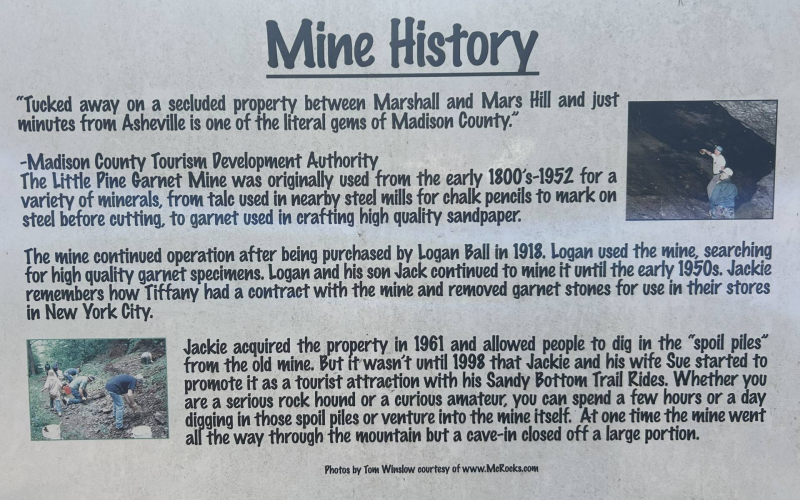 Mine History
"Tucked away on a secluded property between Marshall and Mars Hill and just
minutes from Asheville is one of the literal gems of Madison County."
-Madison County Tourism Development Authority
The Little Pine Garnet Mine was originally used from the early 1800's-1952 for a
variety of minerals, from talc used in nearby steel mills for chalk pencils to mark on
steel before cutting, to garnet used in crafting high quality sandpaper.
The mine continued operation after being purchased by Logan Ball in 1918. Logan used the mine, searching
for high quality garnet specimens. Logan and his son Jack continued to mine it until the early 1950s. Jackie
remembers how Tiffany had a contract with the mine and removed garnet stones for use in their stores
in New York City.
Jackie acquired the property in 1961 and allowed people to dig in the "spoil piles"
from the old mine. But it wasn't until 1998 that Jackie and his wife Sue started to
promote it as a tourist attraction with his Sandy Bottom Trail Rides. Whether you
are a serious rock hound or a curious amateur, you can spend a few hours or a day
digging in those spoil piles or venture into the mine itself. At one time the mine went
all the way through the mountain but a cave-in closed off a large portion.
Photos by Tom Winslow courtesy of www.McRocks.com